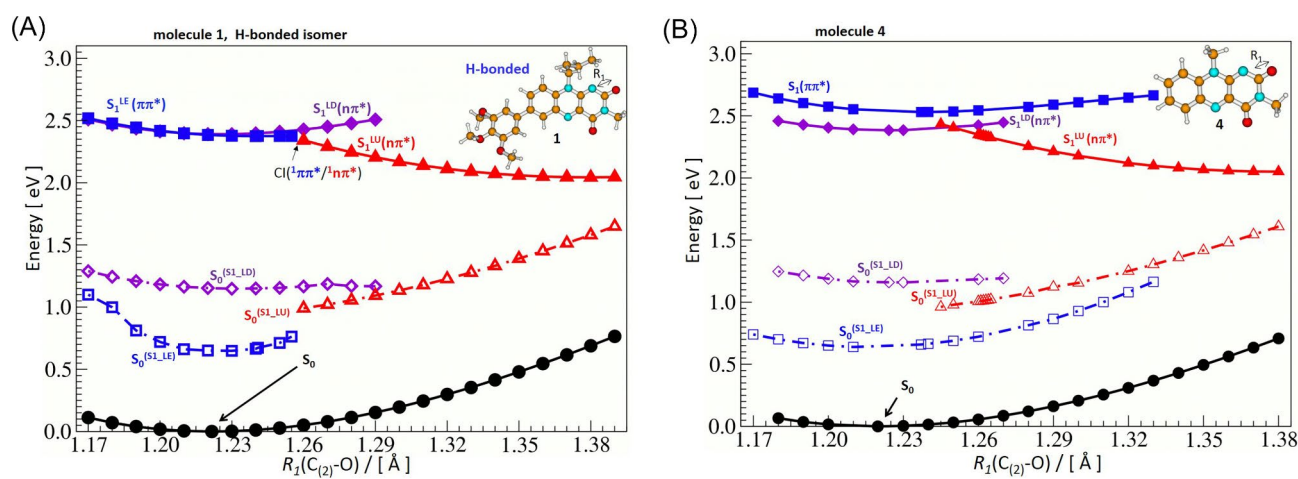 (A)
molecule 1, H-bonded isomer
3.0
2.5
2.0
1.5
1.0
0.5
0.0
Energy [ eV]
H-bonded
R₁
1
S₁ᴸᴱ(ππ*)
S₁ᴸᴰ(nπ*)
S₁ᴸᵁ(nπ*)
CI(¹ππ*/¹nπ*)
S₀⁽ˢ¹_ᴸᴰ⁾
S₀⁽ˢ¹_ᴸᵁ⁾
S₀⁽ˢ¹_ᴸᴱ⁾
S₀
1.17 1.20 1.23 1.26 1.29 1.32 1.35 1.38
R₁(C₍₂₎-O) / [ Å ]
(B)
molecule 4
3.0
2.5
2.0
1.5
1.0
0.5
0.0
Energy [ eV]
R₁
4
S₁(ππ*)
S₁ᴸᴰ(nπ*)
S₁ᴸᵁ(nπ*)
S₀⁽ˢ¹_ᴸᴰ⁾
S₀⁽ˢ¹_ᴸᵁ⁾
S₀⁽ˢ¹_ᴸᴱ⁾
S₀
1.17 1.20 1.23 1.26 1.29 1.32 1.35 1.38
R₁(C₍₂₎-O) / [ Å ]